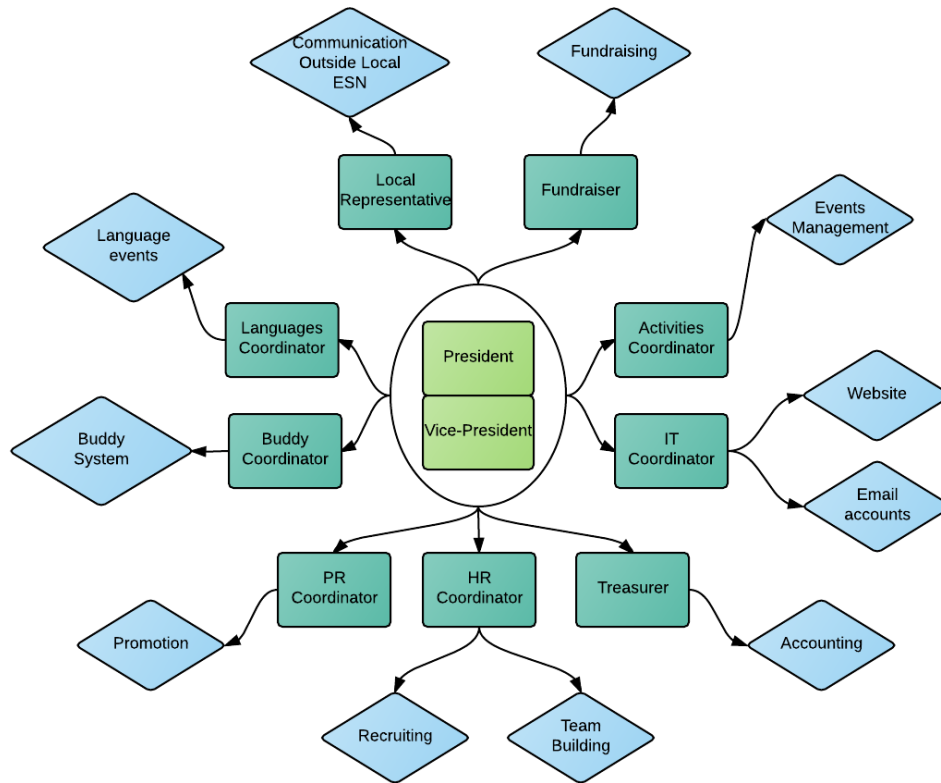 Communication
Outside Local
ESN
Fundraising
Local
Representative
Fundraiser
Events
Management
Language
events
Languages
Coordinator
President
Activities
Coordinator
Website
Vice-President
Buddy
System
Buddy
Coordinator
IT
Coordinator
Email
accounts
PR
Coordinator
HR
Coordinator
Treasurer
Promotion
Accounting
Recruiting
Team
Building